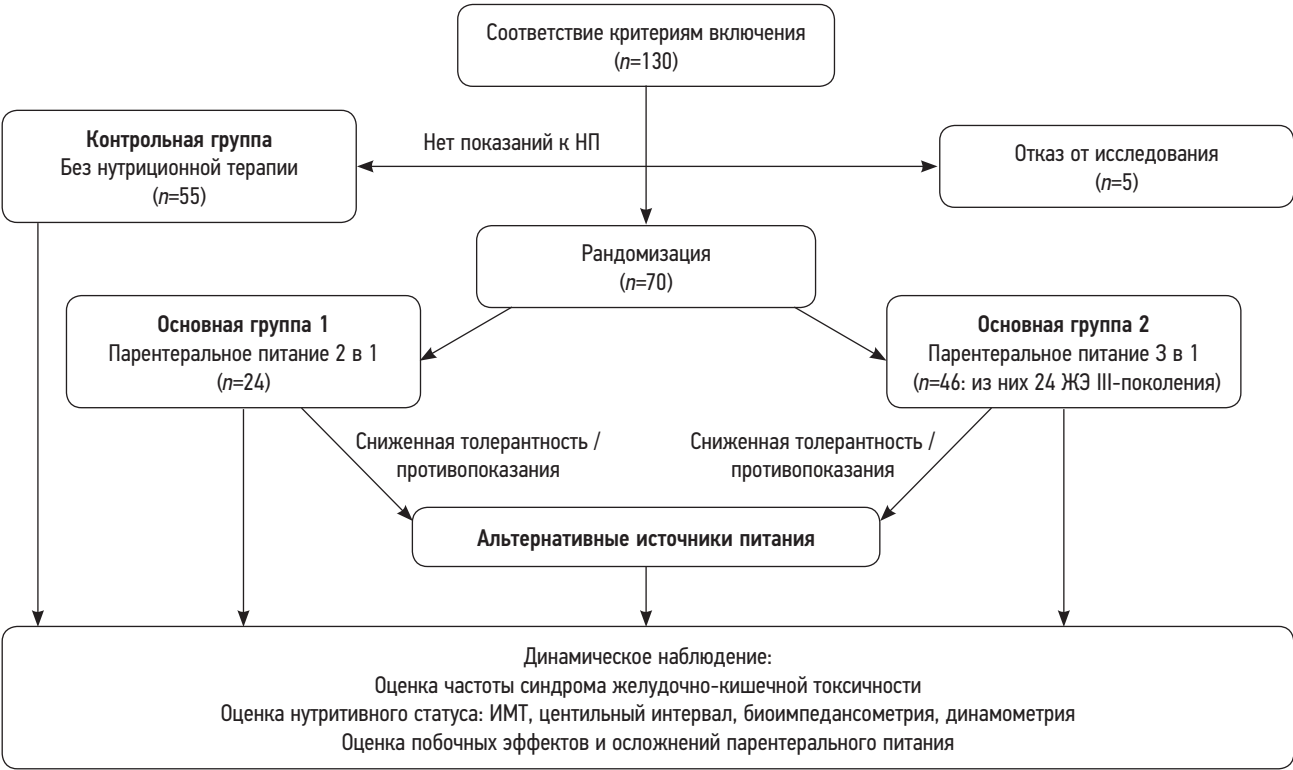 Соответствие критериям включения
(n=130)
Контрольная группа
Без нутриционной терапии
(n=55)
Нет показаний к НП
Отказ от исследования
(n=5)
Рандомизация
(n=70)
Основная группа 1
Парентеральное питание 2 в 1
(n=24)
Основная группа 2
Парентеральное питание 3 в 1
(n=46: из них 24 ЖЭ III-поколения)
Сниженная толерантность /
противопоказания
Сниженная толерантность /
противопоказания
Альтернативные источники питания
Динамическое наблюдение:
Оценка частоты синдрома желудочно-кишечной токсичности
Оценка нутритивного статуса: ИМТ, центильный интервал, биоимпедансометрия, динамометрия
Оценка побочных эффектов и осложнений парентерального питания